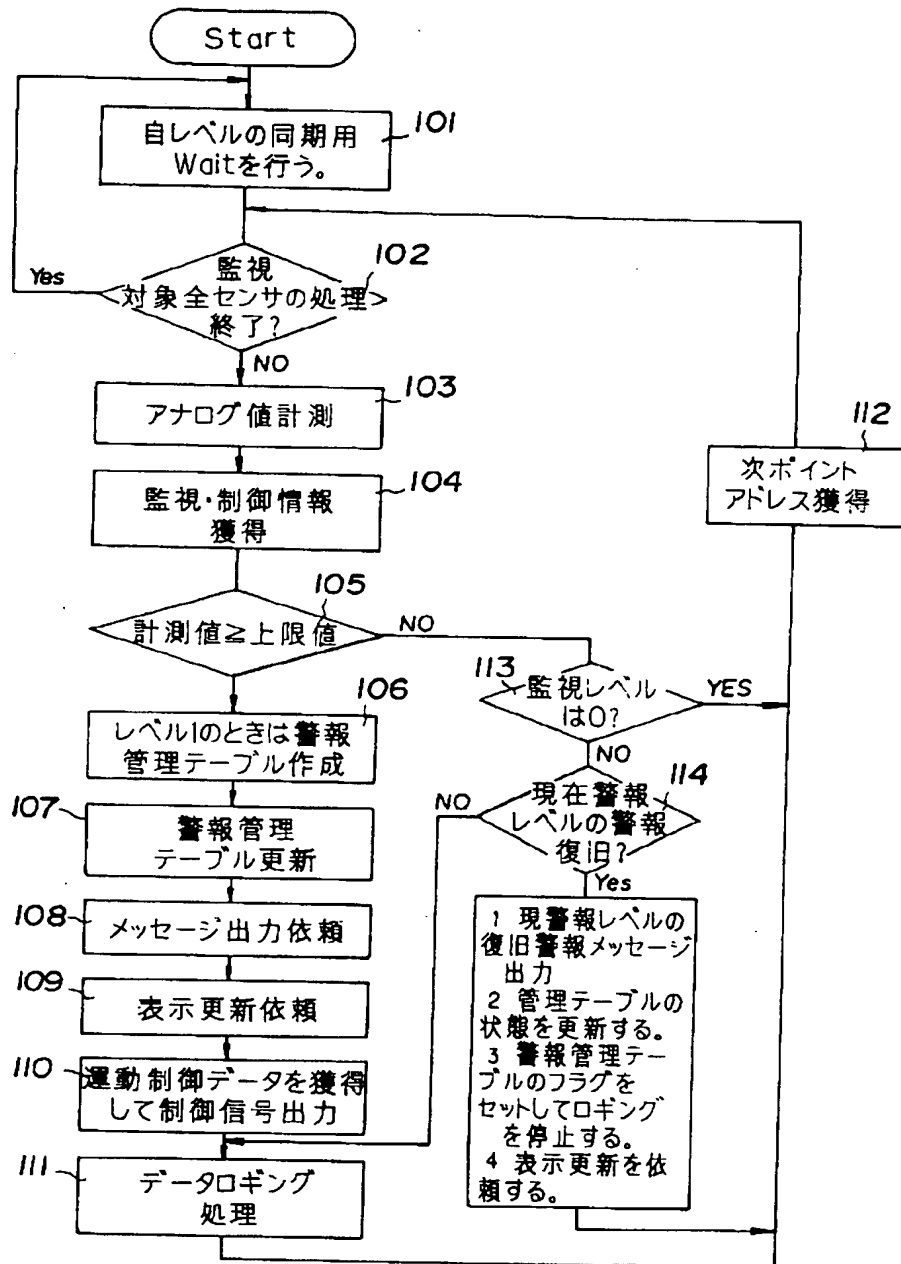 Start
101
自レベルの同期用
Waitを行う。
102
Yes
監視
対象全センサの処理
終了?
NO
103
アナログ値計測
104
監視・制御情報
獲得
105
計測値≧上限値
NO
106
レベル1のときは警報
管理テーブル作成
107
警報管理
テーブル更新
108
メッセージ出力依頼
109
表示更新依頼
110
運動制御データを獲得
して制御信号出力
111
データロギング
処理
112
次ポイント
アドレス獲得
113
監視レベル
は0?
YES
NO
114
現在警報
レベルの警報
復旧?
NO
Yes
1 現警報レベルの
復旧警報メッセージ
出力
2 管理テーブルの
状態を更新する。
3 警報管理テー
ブルのフラグを
セットしてロギング
を停止する。
4 表示更新を依
頼する。